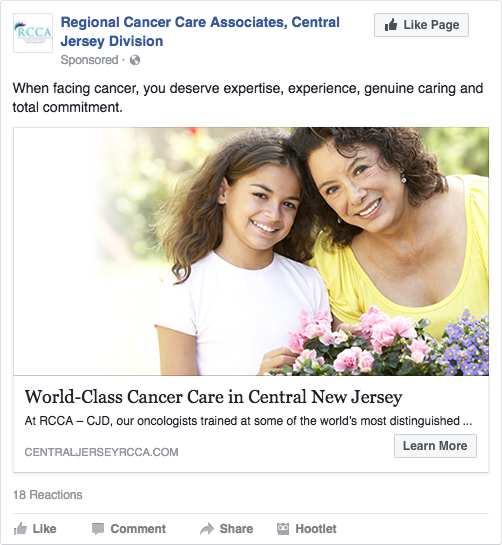 RCCA
Regional Cancer Care Associates, Central
Jersey Division
Like Page
Sponsored ·
When facing cancer, you deserve expertise, experience, genuine caring and
total commitment.
World-Class Cancer Care in Central New Jersey
At RCCA – CJD, our oncologists trained at some of the world's most distinguished ...
CENTRALJERSEYRCCA.COM
Learn More
18 Reactions
Like
Comment
Share
Hootlet